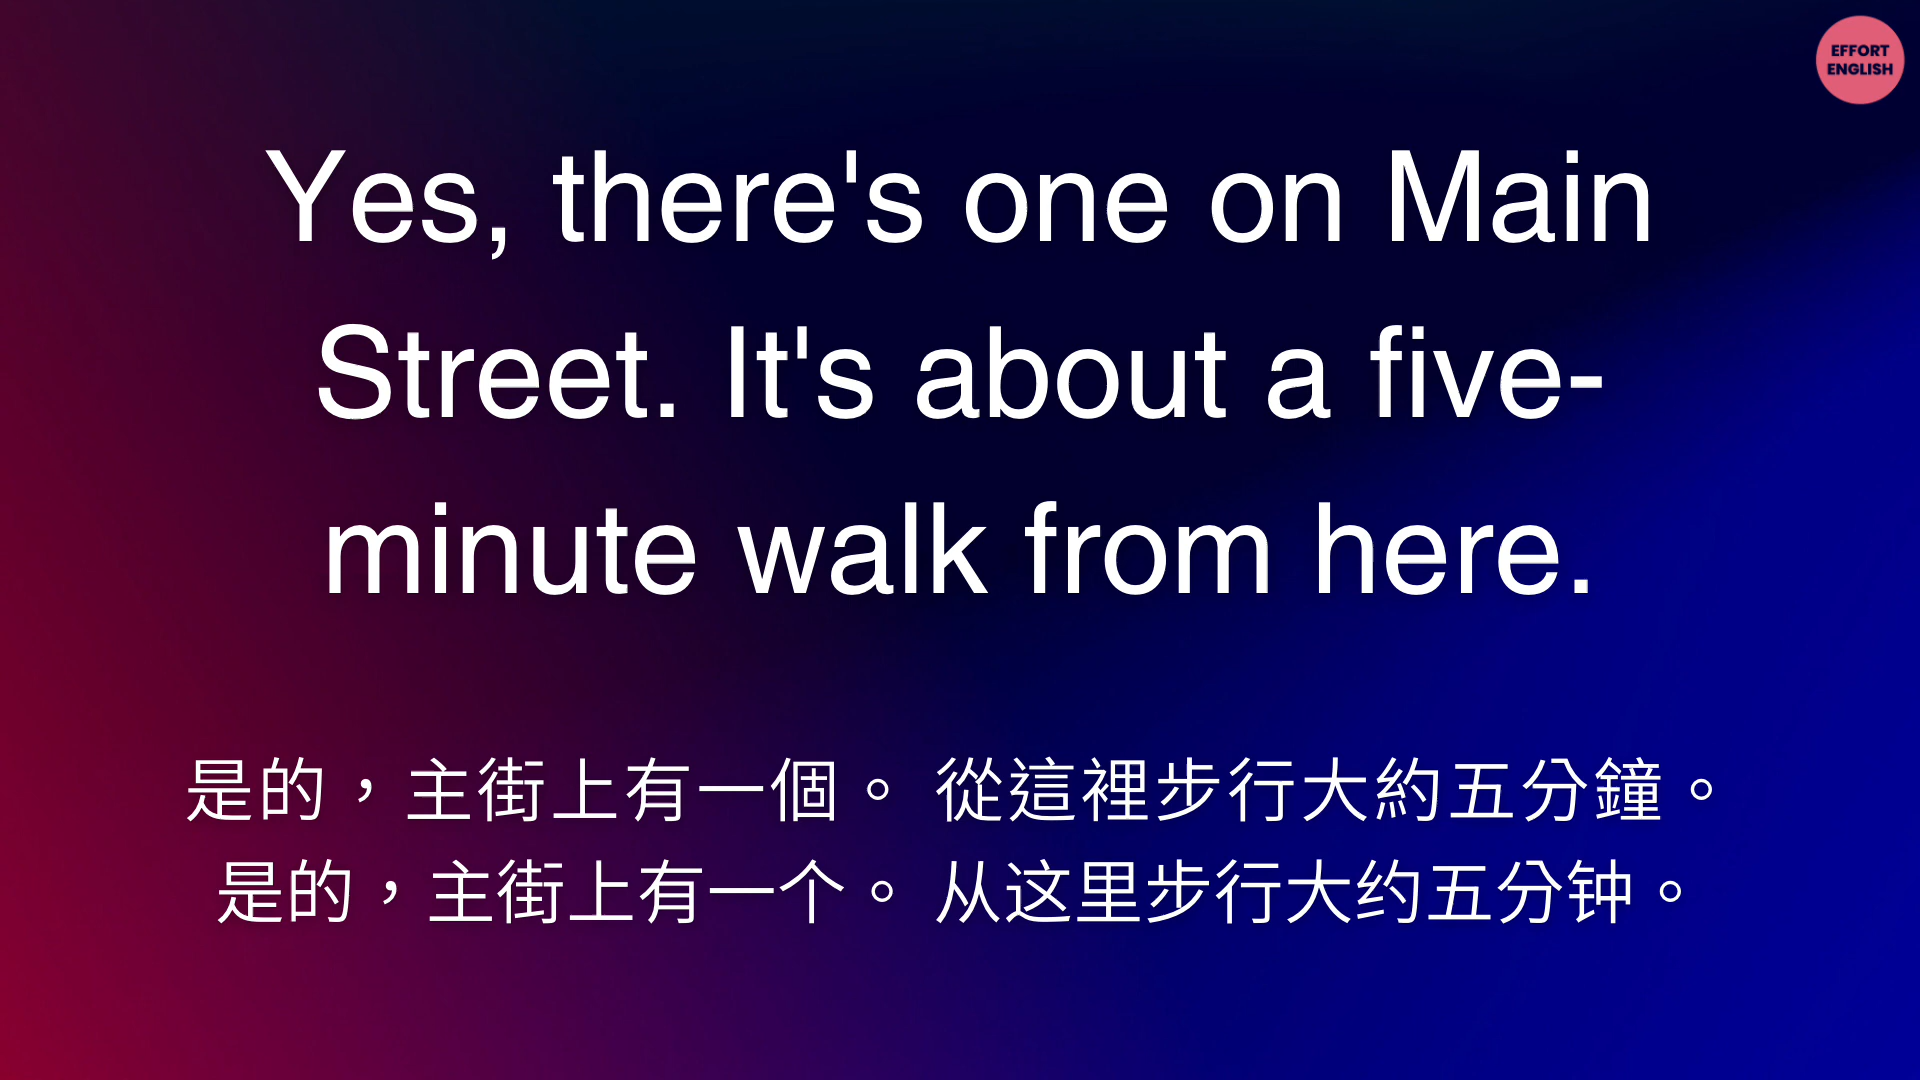 EFFORT
ENGLISH
Yes, there's one on Main
Street. It's about a five-
minute walk from here.
是的，主街上有一個。 從這裡步行大約五分鐘。
是的，主街上有一个。 从这里步行大约五分钟。